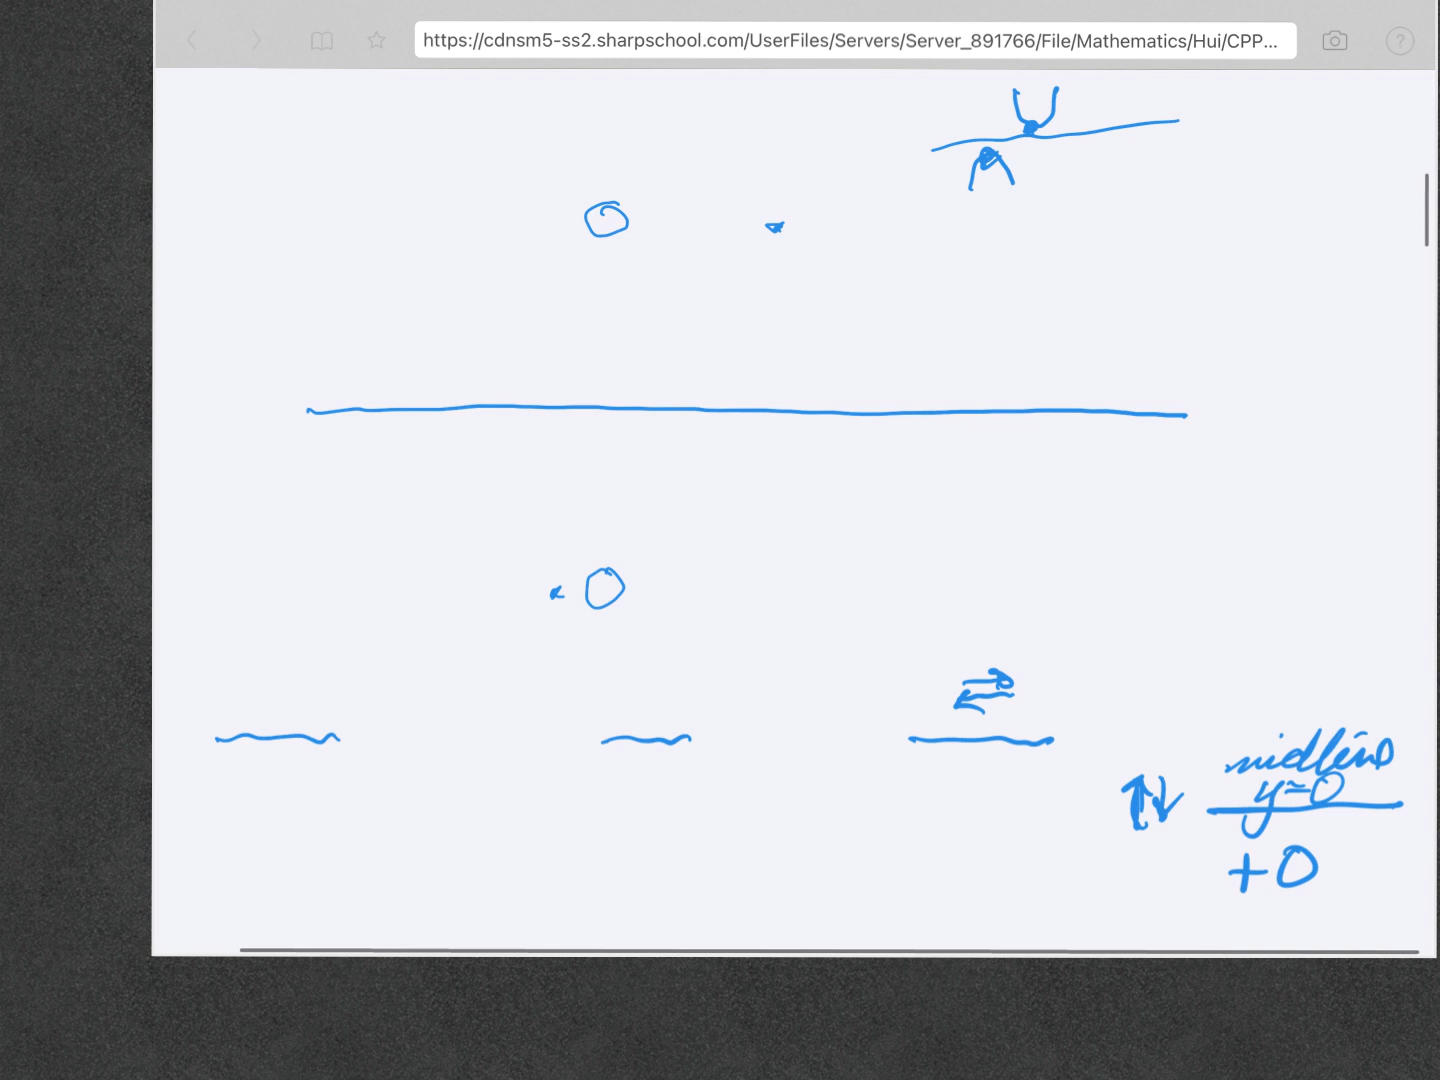 https://cdnsm5-ss2.sharpschool.com/UserFiles/Servers/Server_891766/File/Mathematics/Hui/CPP...
?
midline
y=0
+0